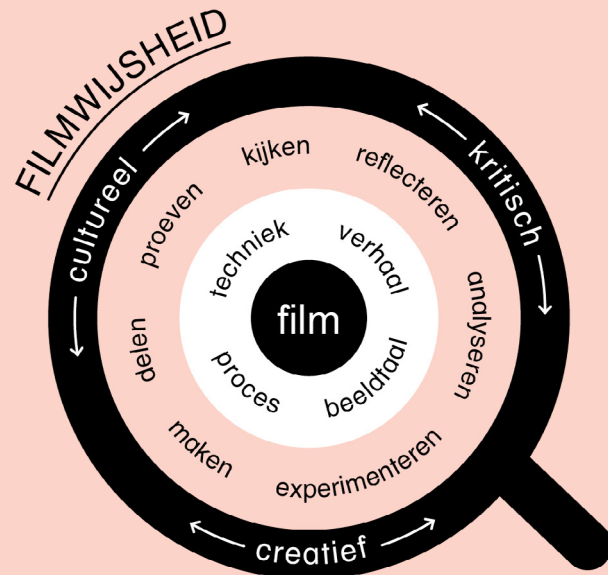 FILMWIJSHEID
cultureel
kritisch
creatief
kijken
reflecteren
analyseren
experimenteren
maken
delen
proeven
techniek
verhaal
beeldtaal
proces
film